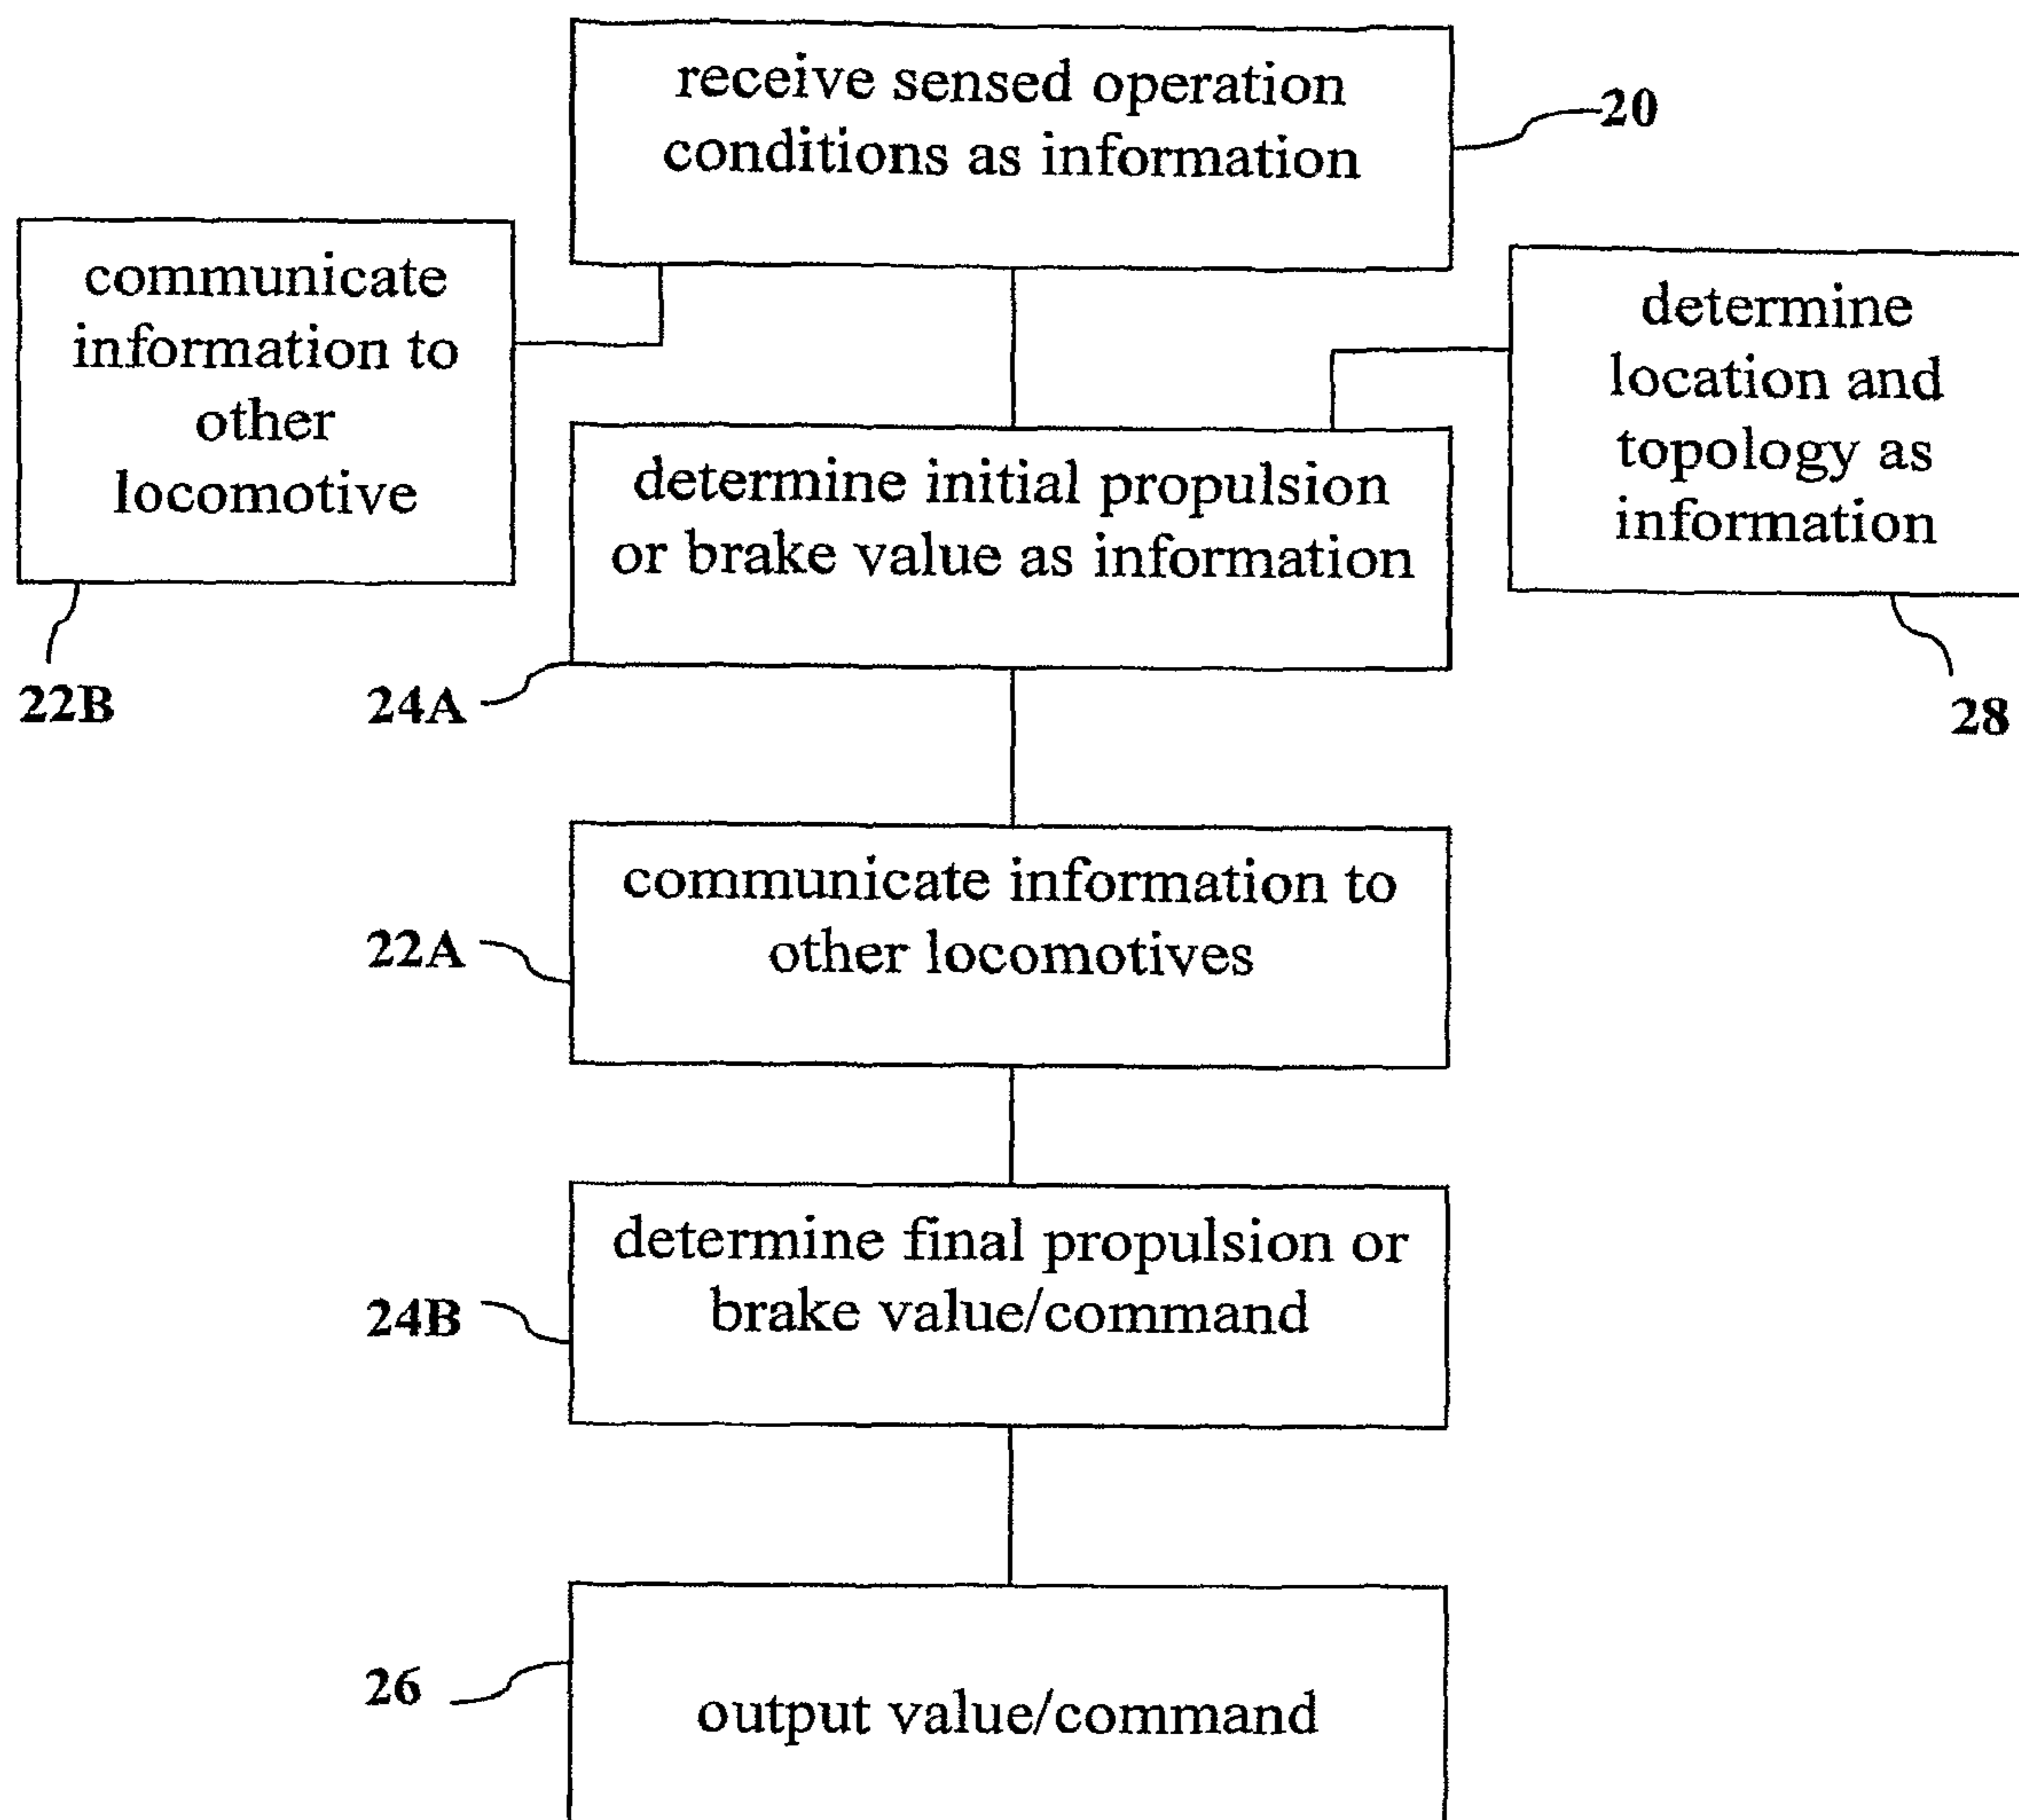 receive sensed operation
conditions as information
20
communicate
information to
other
locomotive
22B
determine
location and
topology as
information
28
determine initial propulsion
or brake value as information
24A
communicate information to
other locomotives
22A
determine final propulsion or
brake value/command
24B
output value/command
26